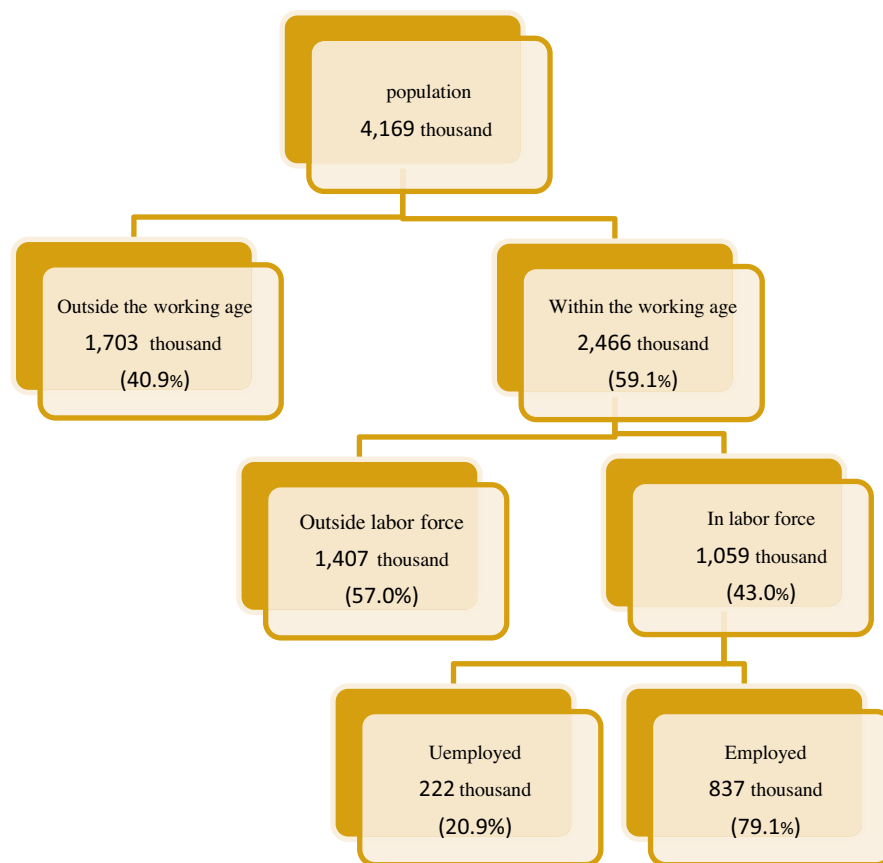 population
4,169 thousand
Outside the working age
1,703 thousand
(40.9%)
Within the working age
2,466 thousand
(59.1%)
Outside labor force
1,407 thousand
(57.0%)
In labor force
1,059 thousand
(43.0%)
Uemployed
222 thousand
(20.9%)
Employed
837 thousand
(79.1%)